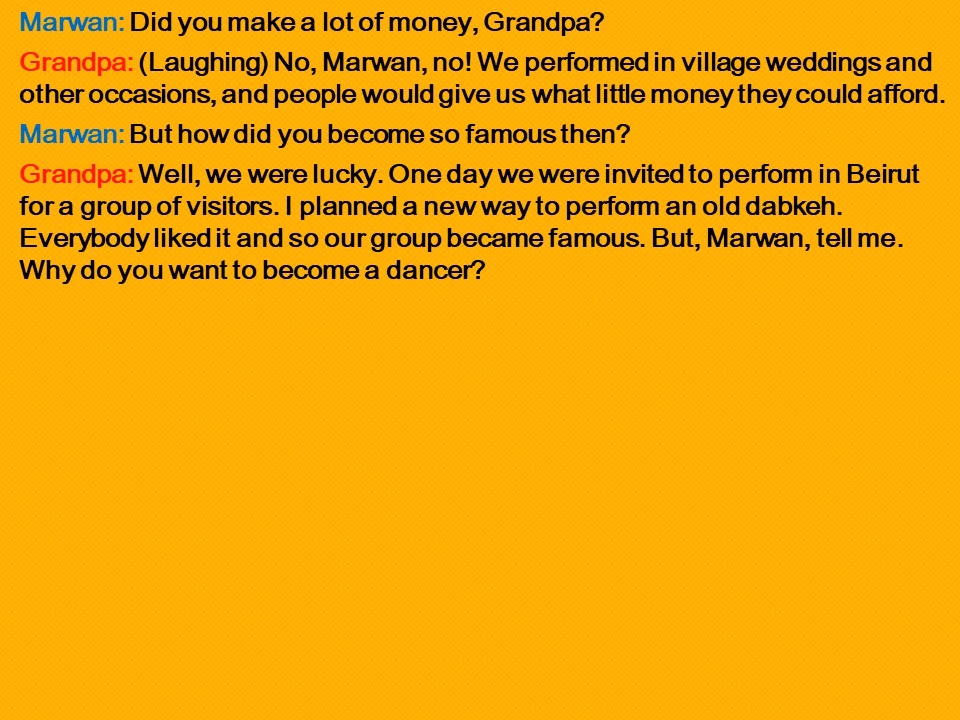 Marwan: Did you make a lot of money, Grandpa?
Grandpa: (Laughing) No, Marwan, no! We performed in village weddings and
other occasions, and people would give us what little money they could afford.
Marwan: But how did you become so famous then?
Grandpa: Well, we were lucky. One day we were invited to perform in Beirut
for a group of visitors. I planned a new way to perform an old dabkeh.
Everybody liked it and so our group became famous. But, Marwan, tell me.
Why do you want to become a dancer?